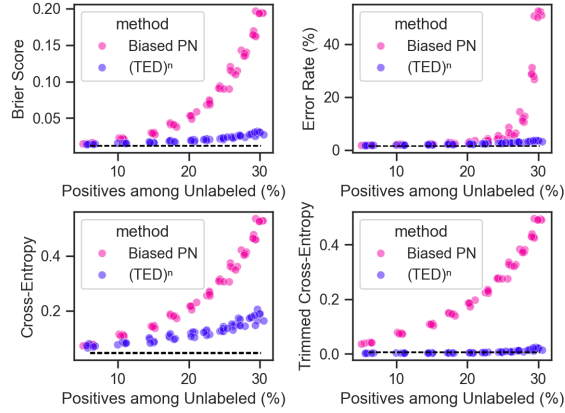 0.20
0.15
0.10
0.05
Brier Score
method
Biased PN
(TED)ⁿ
10
20
30
Positives among Unlabeled (%)
40
20
0
Error Rate (%)
method
Biased PN
(TED)ⁿ
10
20
30
Positives among Unlabeled (%)
0.4
0.2
Cross-Entropy
method
Biased PN
(TED)ⁿ
10
20
30
Positives among Unlabeled (%)
0.4
0.2
0.0
Trimmed Cross-Entropy
method
Biased PN
(TED)ⁿ
10
20
30
Positives among Unlabeled (%)